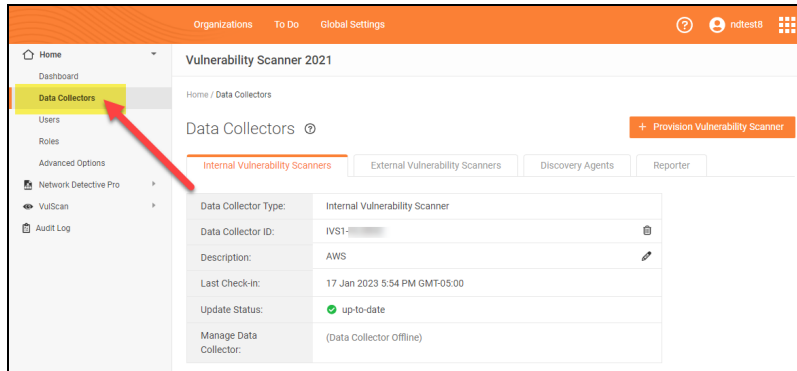 Organizations To Do Global Settings ndtest8
Home
Dashboard
Data Collectors
Users
Roles
Advanced Options
Network Detective Pro
VulScan
Audit Log
Vulnerability Scanner 2021
Home / Data Collectors
Data Collectors
+ Provision Vulnerability Scanner
Internal Vulnerability Scanners External Vulnerability Scanners Discovery Agents Reporter
Data Collector Type: Internal Vulnerability Scanner
Data Collector ID: IVS1-
Description: AWS
Last Check-in: 17 Jan 2023 5:54 PM GMT-05:00
Update Status: up-to-date
Manage Data
Collector: (Data Collector Offline)